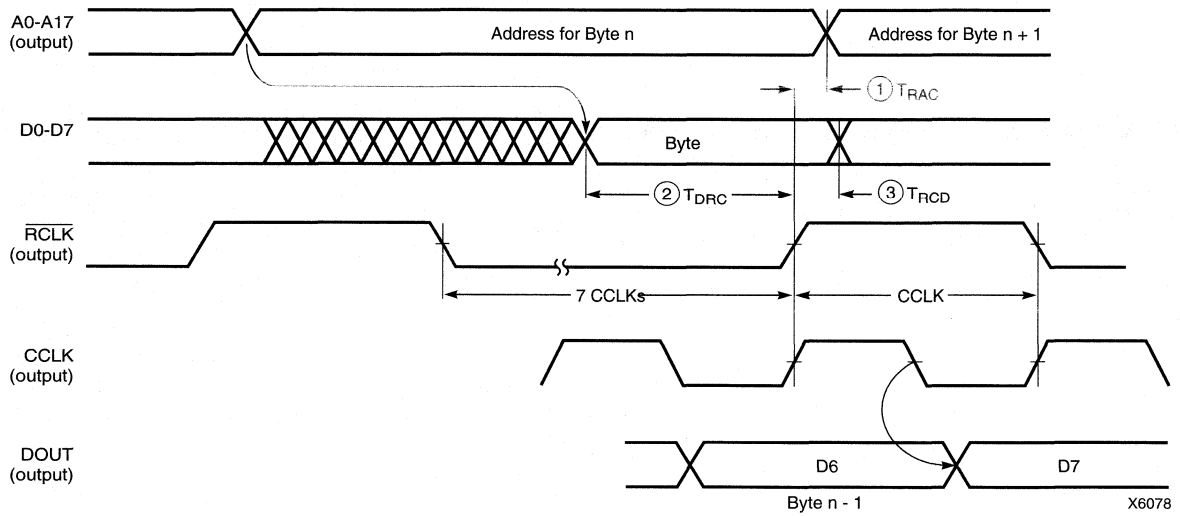 A0-A17
(output)
Address for Byte n
Address for Byte n + 1
1 TRAC
D0-D7
Byte
2 TDRC
3 TRCD
RCLK
(output)
7 CCLKs
CCLK
CCLK
(output)
DOUT
(output)
D6
D7
Byte n - 1
X6078